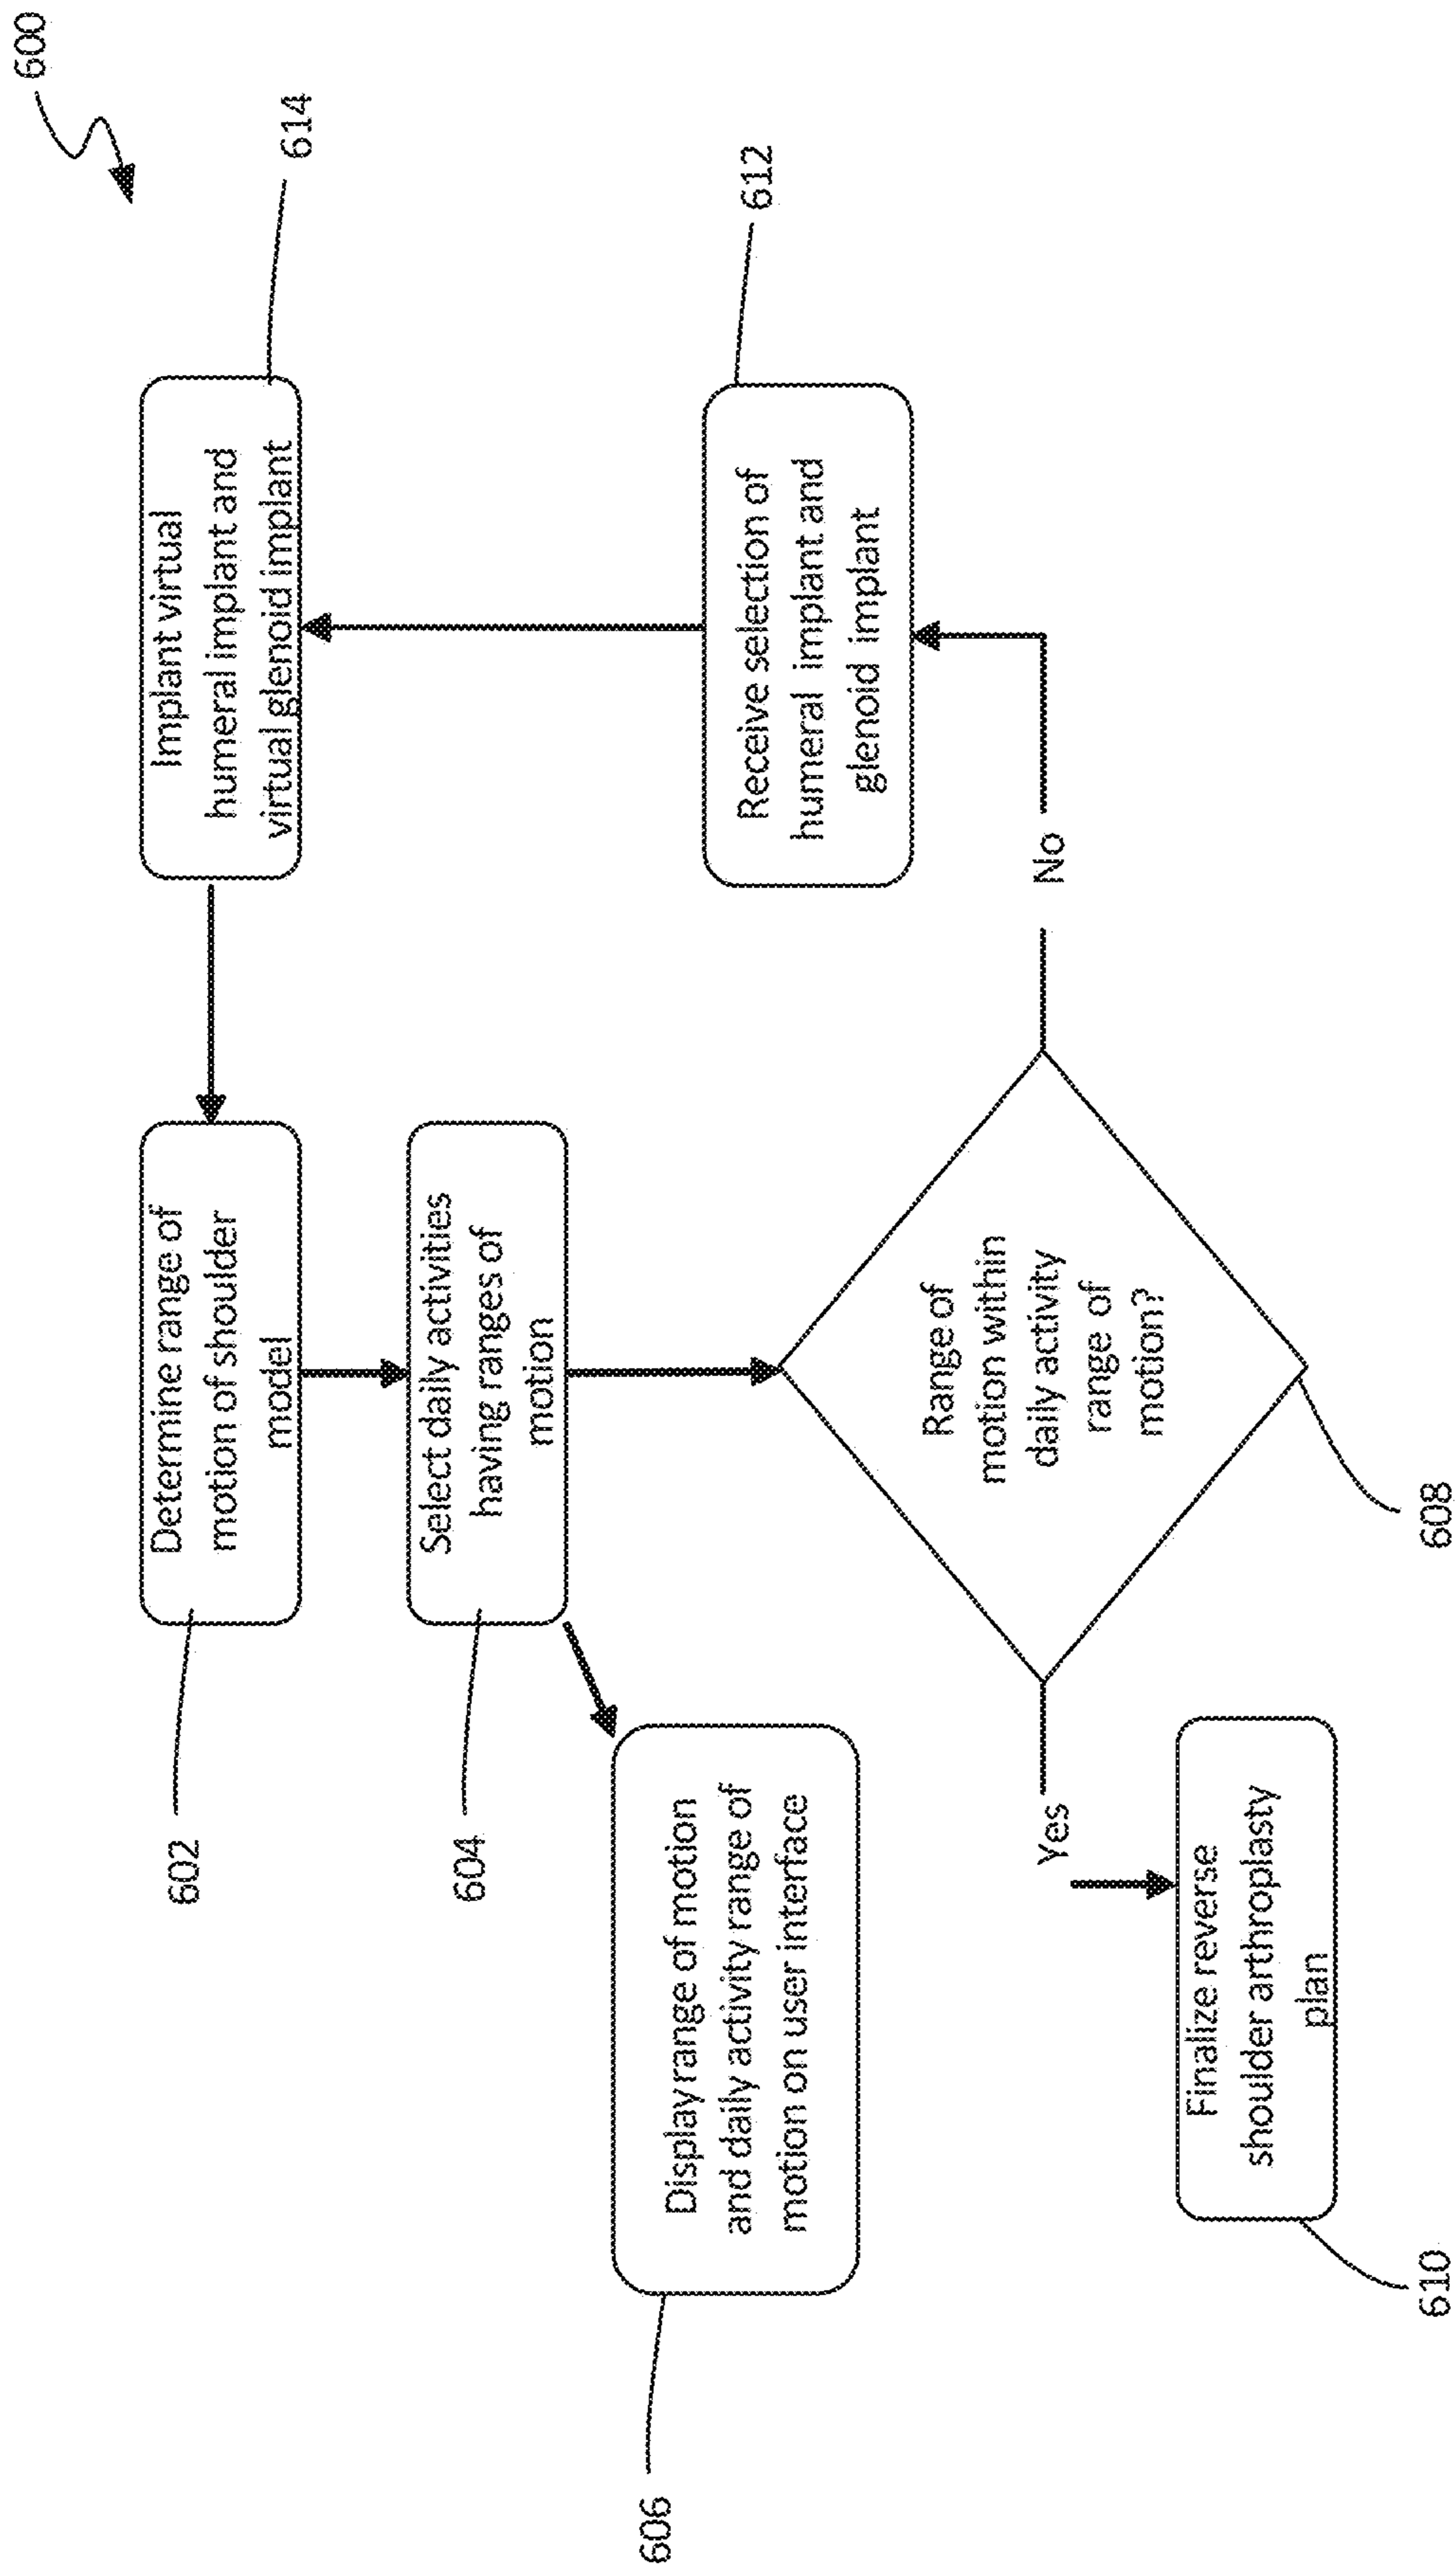 600
602
Determine range of
motion of shoulder
model
614
Implant virtual
humeral implant and
virtual glenoid implant
604
Select daily activities
having ranges of
motion
606
Display range of motion
and daily activity range of
motion on user interface
612
Receive selection of
humeral implant and
glenoid implant
Range of
motion within
daily activity
range of
motion?
Yes
No
608
610
Finalize reverse
shoulder arthroplasty
plan